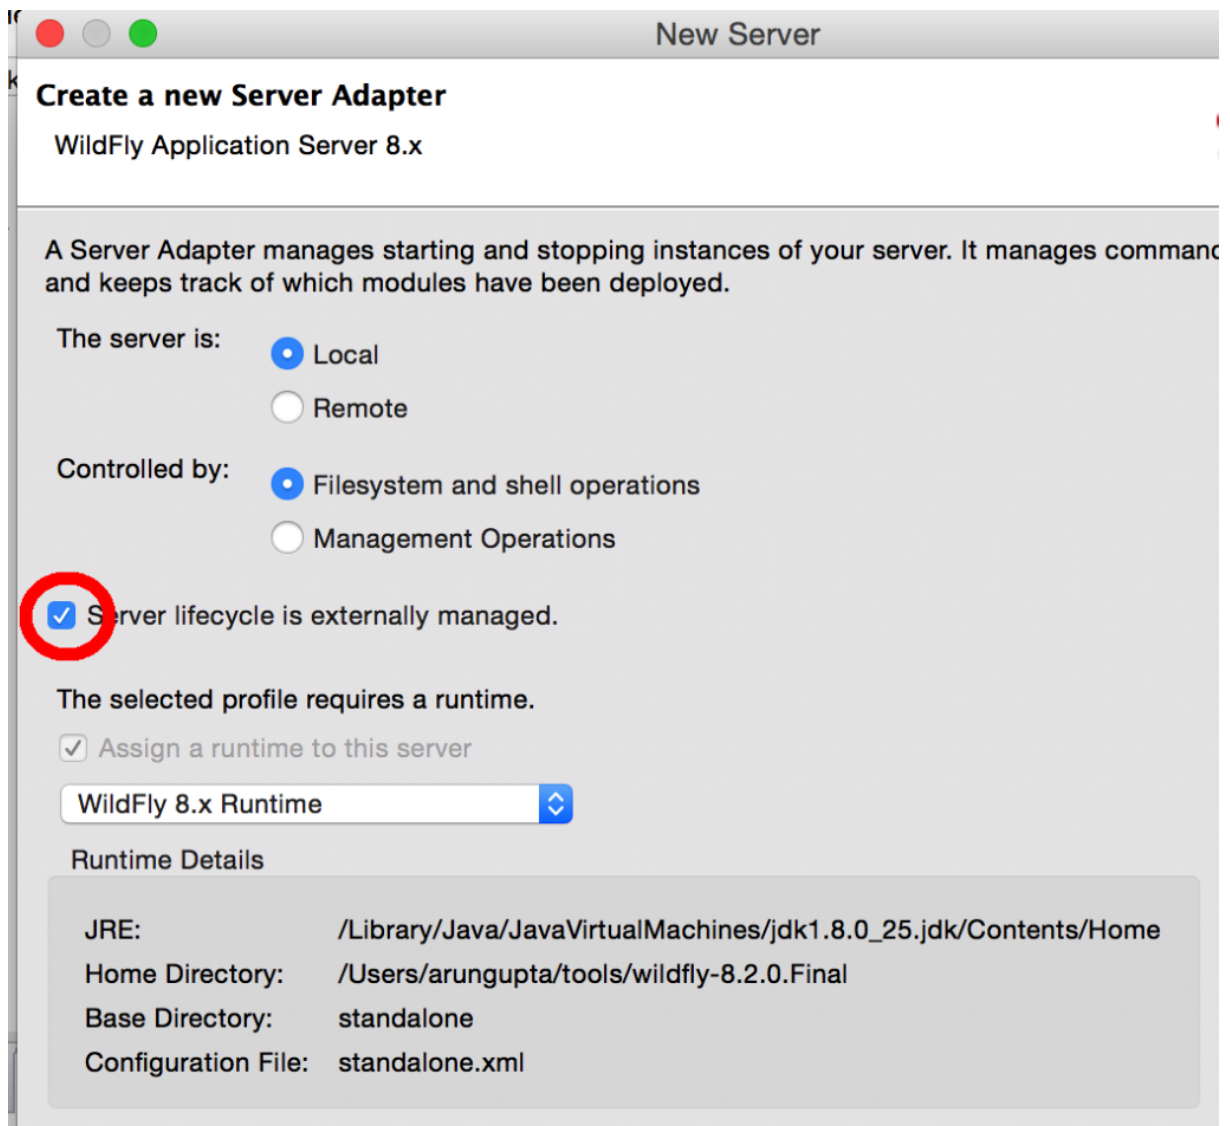 New Server
Create a new Server Adapter
WildFly Application Server 8.x
A Server Adapter manages starting and stopping instances of your server. It manages
and keeps track of which modules have been deployed.
The server is:
Local
Remote
Controlled by:
Filesystem and shell operations
Management Operations
Server lifecycle is externally managed.
The selected profile requires a runtime.
Assign a runtime to this server
WildFly 8.x Runtime
Runtime Details
JRE: /Library/Java/JavaVirtualMachines/jdk1.8.0_25.jdk/Contents/Home
Home Directory: /Users/arungupta/tools/wildfly-8.2.0.Final
Base Directory: standalone
Configuration File: standalone.xml